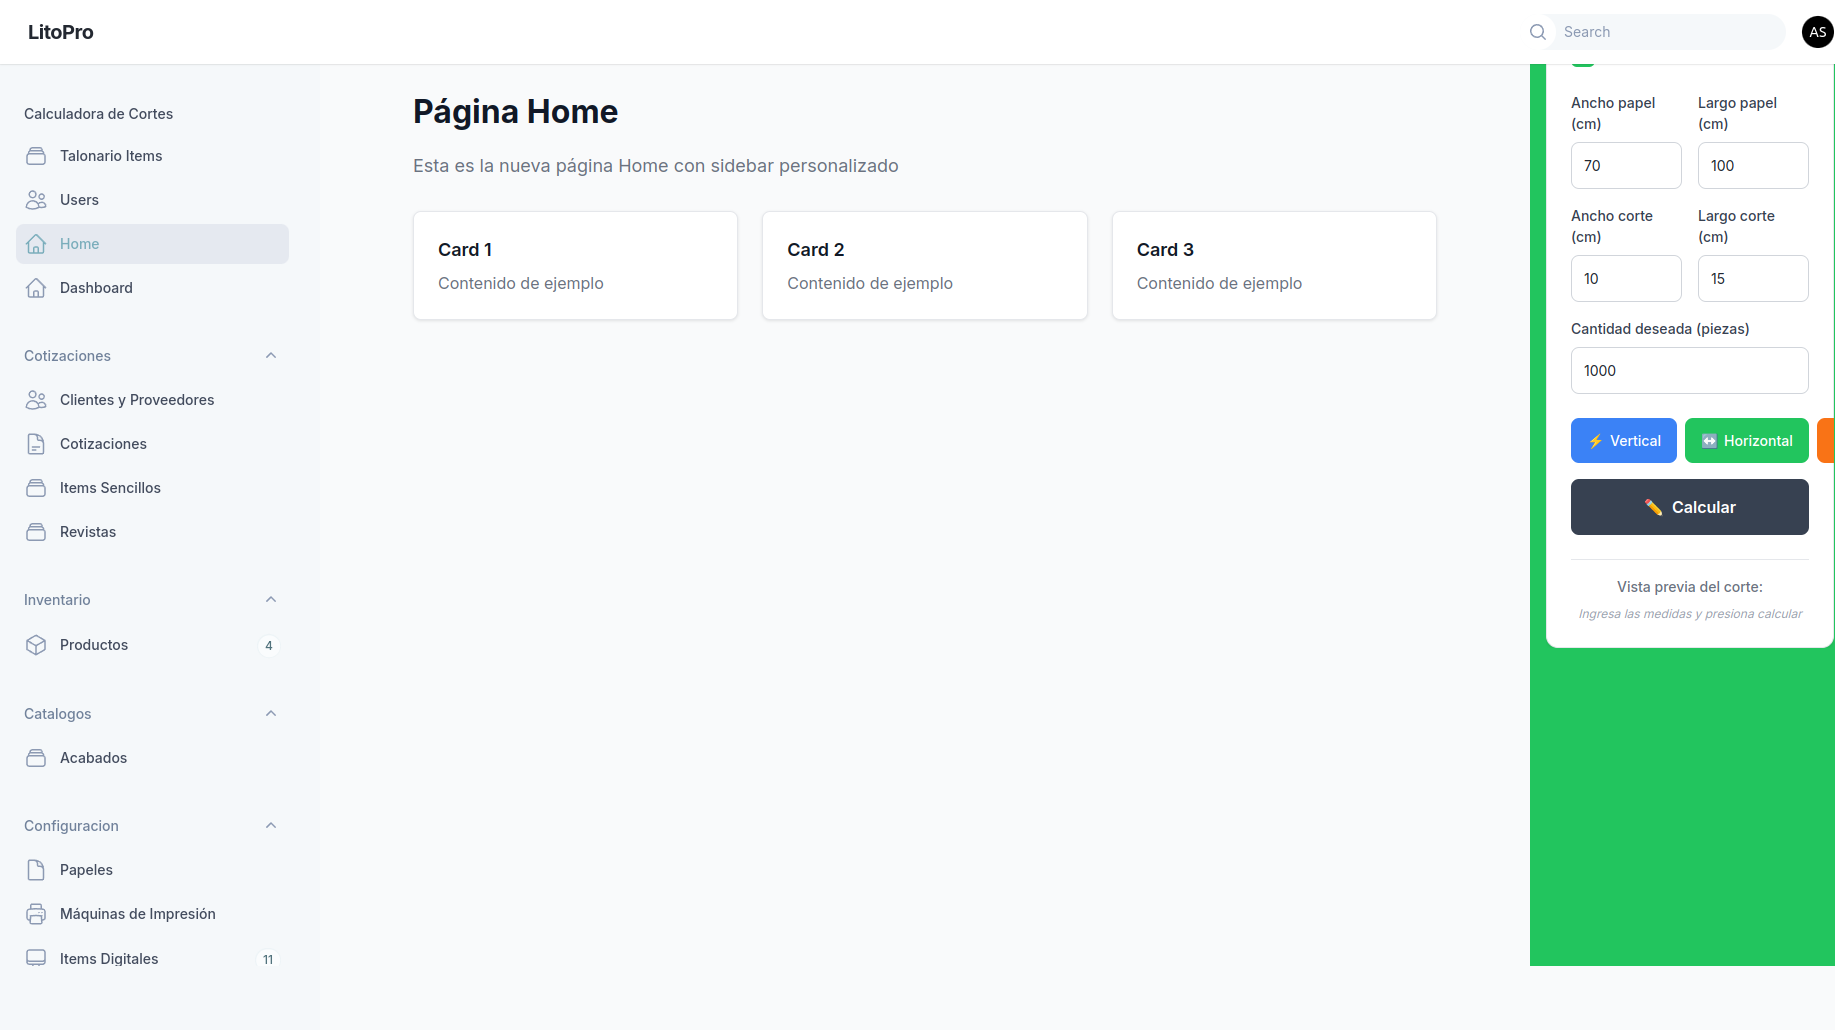 LitoPro
Search
AS
Calculadora de Cortes
Talonario Items
Users
Home
Dashboard
Cotizaciones
Clientes y Proveedores
Cotizaciones
Items Sencillos
Revistas
Inventario
Productos 4
Catalogos
Acabados
Configuracion
Papeles
Máquinas de Impresión
Items Digitales 11
Página Home
Esta es la nueva página Home con sidebar personalizado
Card 1
Contenido de ejemplo
Card 2
Contenido de ejemplo
Card 3
Contenido de ejemplo
Ancho papel
(cm)
70
Largo papel
(cm)
100
Ancho corte
(cm)
10
Largo corte
(cm)
15
Cantidad deseada (piezas)
1000
⚡ Vertical
↔️ Horizontal
✏️ Calcular
Vista previa del corte:
Ingresa las medidas y presiona calcular